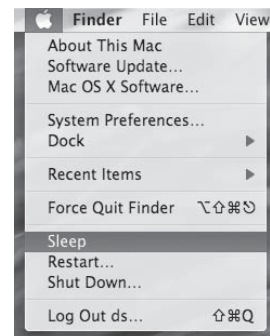 Finder File Edit View
About This Mac
Software Update...
Mac OS X Software...
System Preferences...
Dock ▶
Recent Items ▶
Force Quit Finder ⌥⇧⌘⎋
Sleep
Restart...
Shut Down...
Log Out ds... ⇧⌘Q